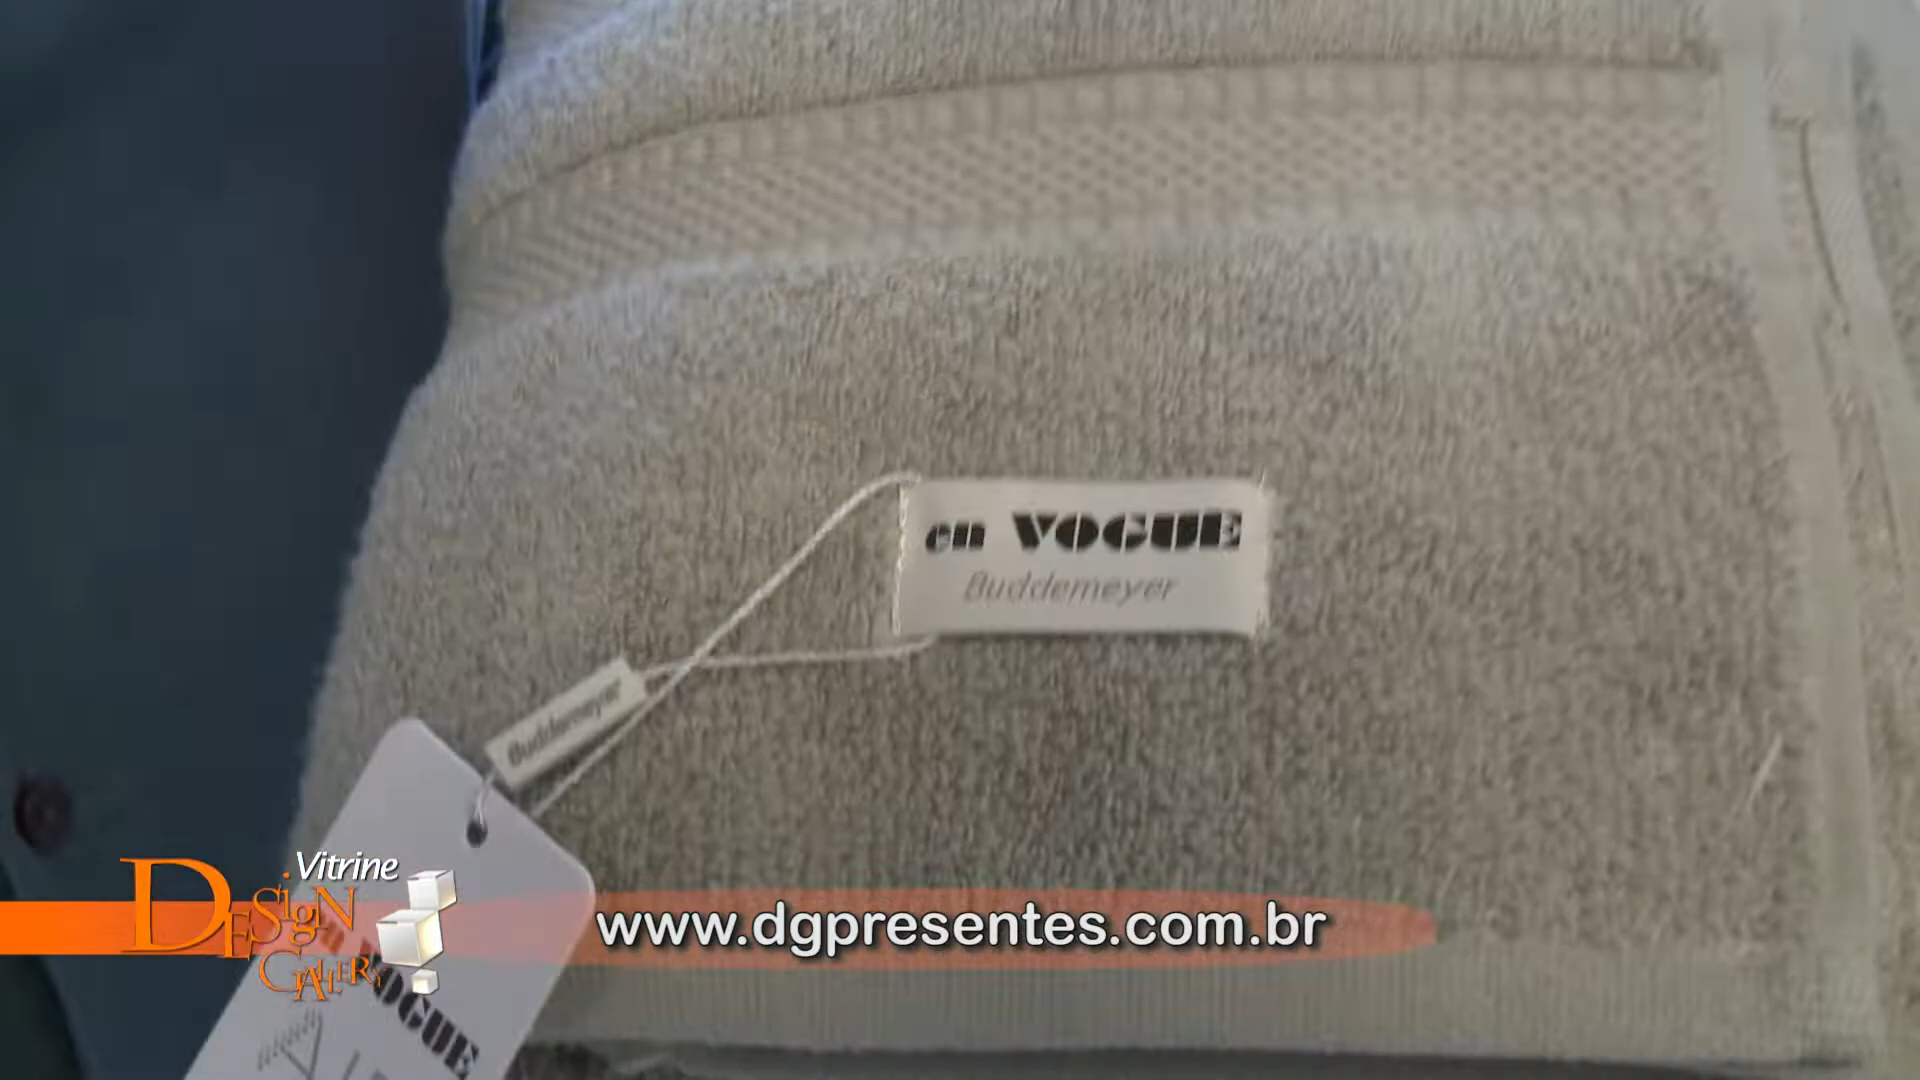 en VOGUE
Buddemeyer
Buddemeyer
Vitrine
DESIGN
GALLERY
www.dgpresentes.com.br
VOGUE